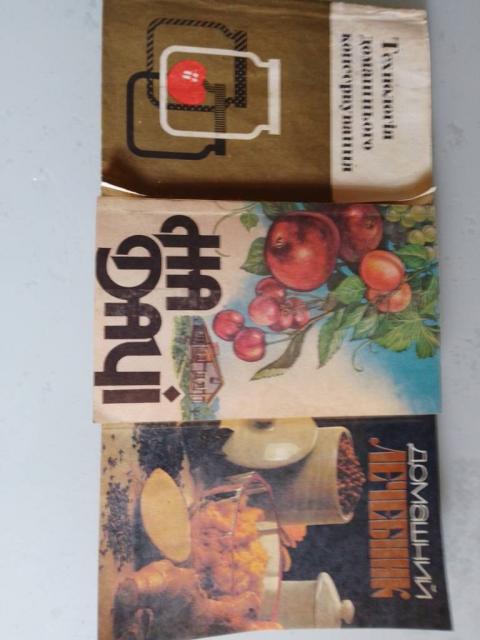 Технологія
домашнього
консервування
НА
ДАЧІ
ДОМАШНИЙ
ЛЕЧЕБНИК